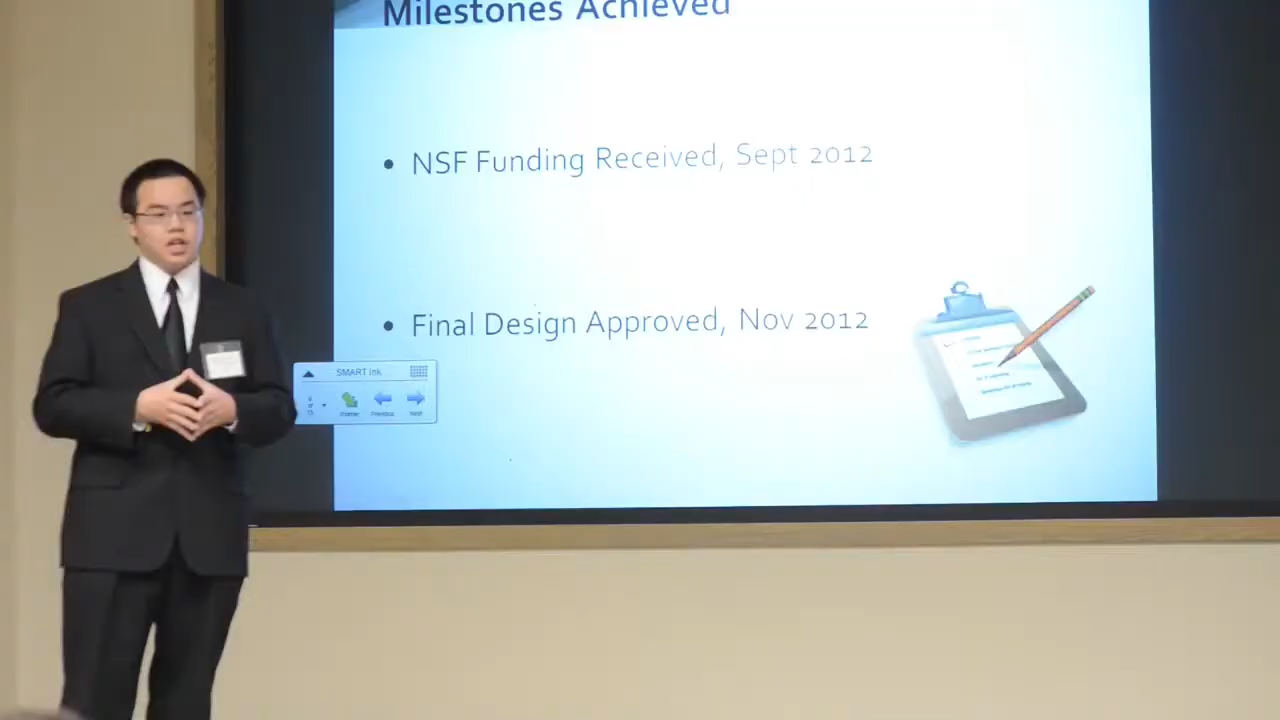 Milestones Achieved
• NSF Funding Received, Sept 2012
• Final Design Approved, Nov 2012
SMART Ink
Previous
Next